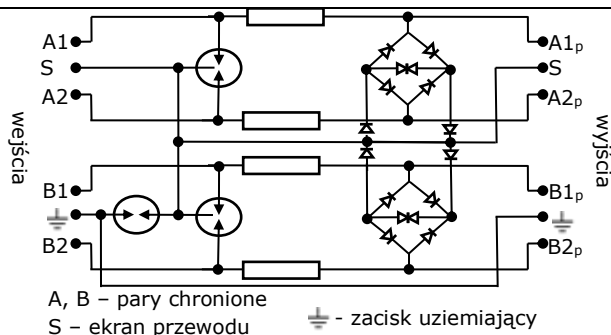 A1
A1p
S
S
A2
A2p
wejścia
wyjścia
B1
B1p
B2
B2p
A, B – pary chronione
S – ekran przewodu
- zacisk uziemiający